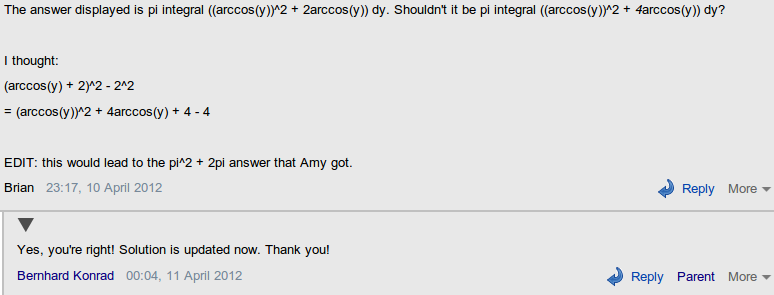 The answer displayed is pi integral ((arccos(y))^2 + 2arccos(y)) dy. Shouldn't it be pi integral ((arccos(y))^2 + 4arccos(y)) dy?
I thought:
(arccos(y) + 2)^2 - 2^2
= (arccos(y))^2 + 4arccos(y) + 4 - 4
EDIT: this would lead to the pi^2 + 2pi answer that Amy got.
Brian 23:17, 10 April 2012 Reply More
Yes, you're right! Solution is updated now. Thank you!
Bernhard Konrad 00:04, 11 April 2012 Reply Parent More